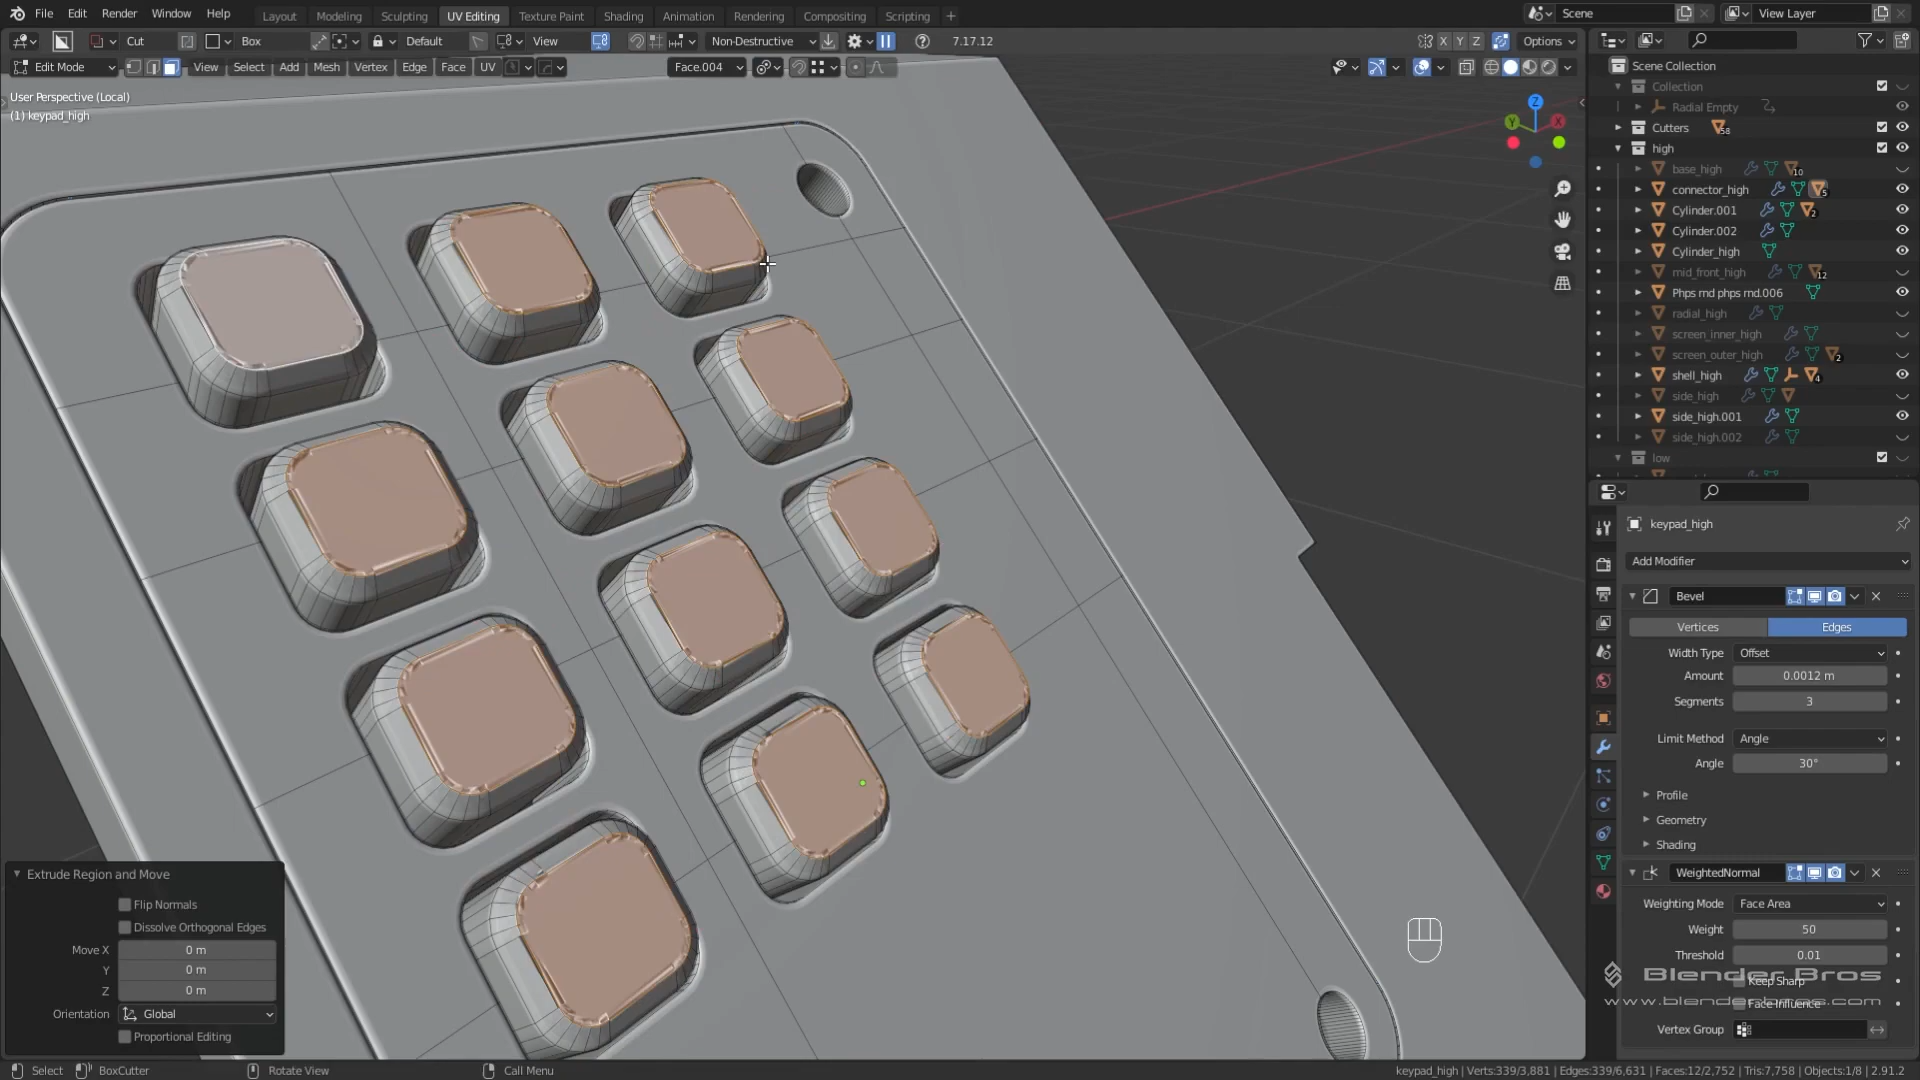 File Edit Render Window Help Layout Modeling Sculpting UV Editing Texture Paint Shading Animation Rendering Compositing Scripting + Scene View Layer
Cut Box Default View Non-Destructive 7.17.12 X Y Z Options
Edit Mode View Select Add Mesh Vertex Edge Face UV Face.004
User Perspective (Local)
(1) keypad_high
Z
Y
X
Scene Collection
Collection
Radial Empty
Cutters 58
high
base_high 10
connector_high 5
Cylinder.001 2
Cylinder.002
Cylinder_high
mid_front_high 12
Phps rnd phps rnd.006
radial_high
screen_inner_high
screen_outer_high 2
shell_high 4
side_high
side_high.001
side_high.002
low
keypad_high
Add Modifier
Bevel
Vertices Edges
Width Type Offset
Amount 0.0012 m
Segments 3
Limit Method Angle
Angle 30°
Profile
Geometry
Shading
WeightedNormal
Weighting Mode Face Area
Weight 50
Threshold 0.01
Keep Sharp
Face Influence
Vertex Group
Blender Bros
www.blenderbros.com
Extrude Region and Move
Flip Normals
Dissolve Orthogonal Edges
Move X 0 m
Y 0 m
Z 0 m
Orientation Global
Proportional Editing
Select BoxCutter Rotate View Call Menu keypad_high | Verts:339/3,881 | Edges:339/6,631 | Faces:12/2,752 | Tris:7,758 | Objects:1/8 | 2.91.2